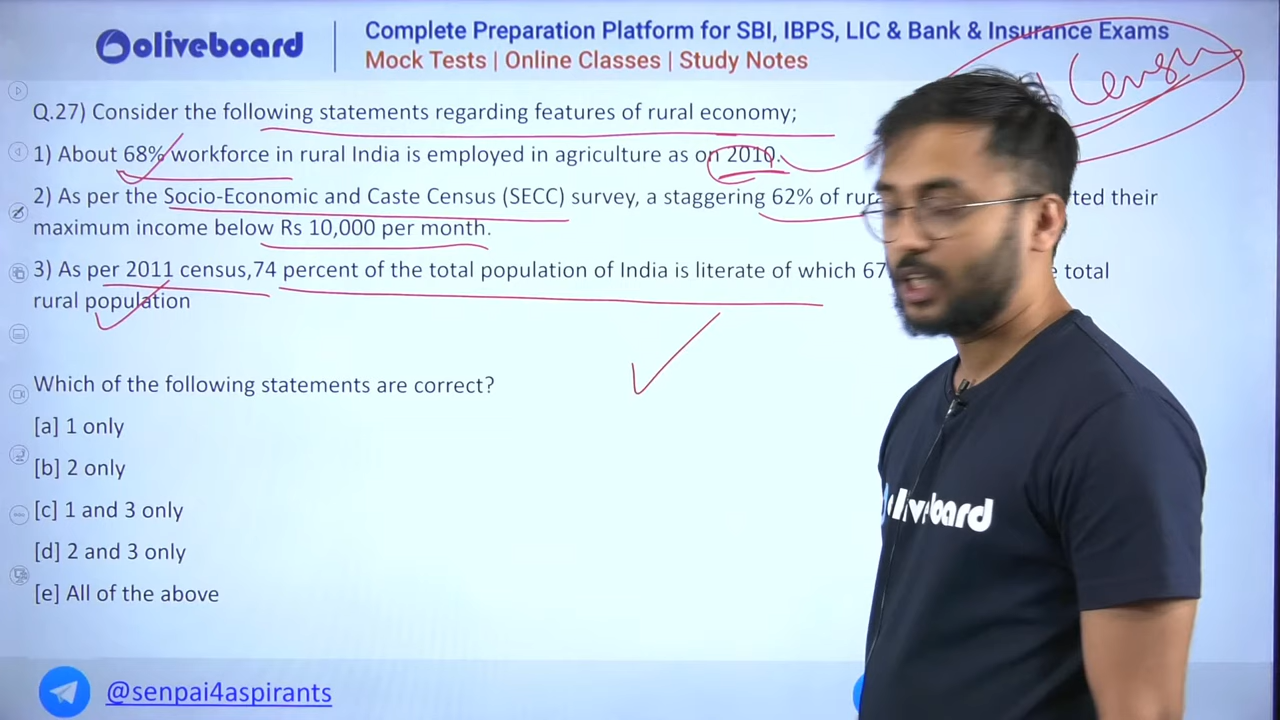 oliveboard
Complete Preparation Platform for SBI, IBPS, LIC & Bank & Insurance Exams
Mock Tests | Online Classes | Study Notes
Census
Q.27) Consider the following statements regarding features of rural economy;
1) About 68% workforce in rural India is employed in agriculture as on 2010.
2) As per the Socio-Economic and Caste Census (SECC) survey, a staggering 62% of their
maximum income below Rs 10,000 per month.
3) As per 2011 census,74 percent of the total population of India is literate of which total
rural population
Which of the following statements are correct?
[a] 1 only
[b] 2 only
[c] 1 and 3 only
[d] 2 and 3 only
[e] All of the above
oliveboard
@senpai4aspirants